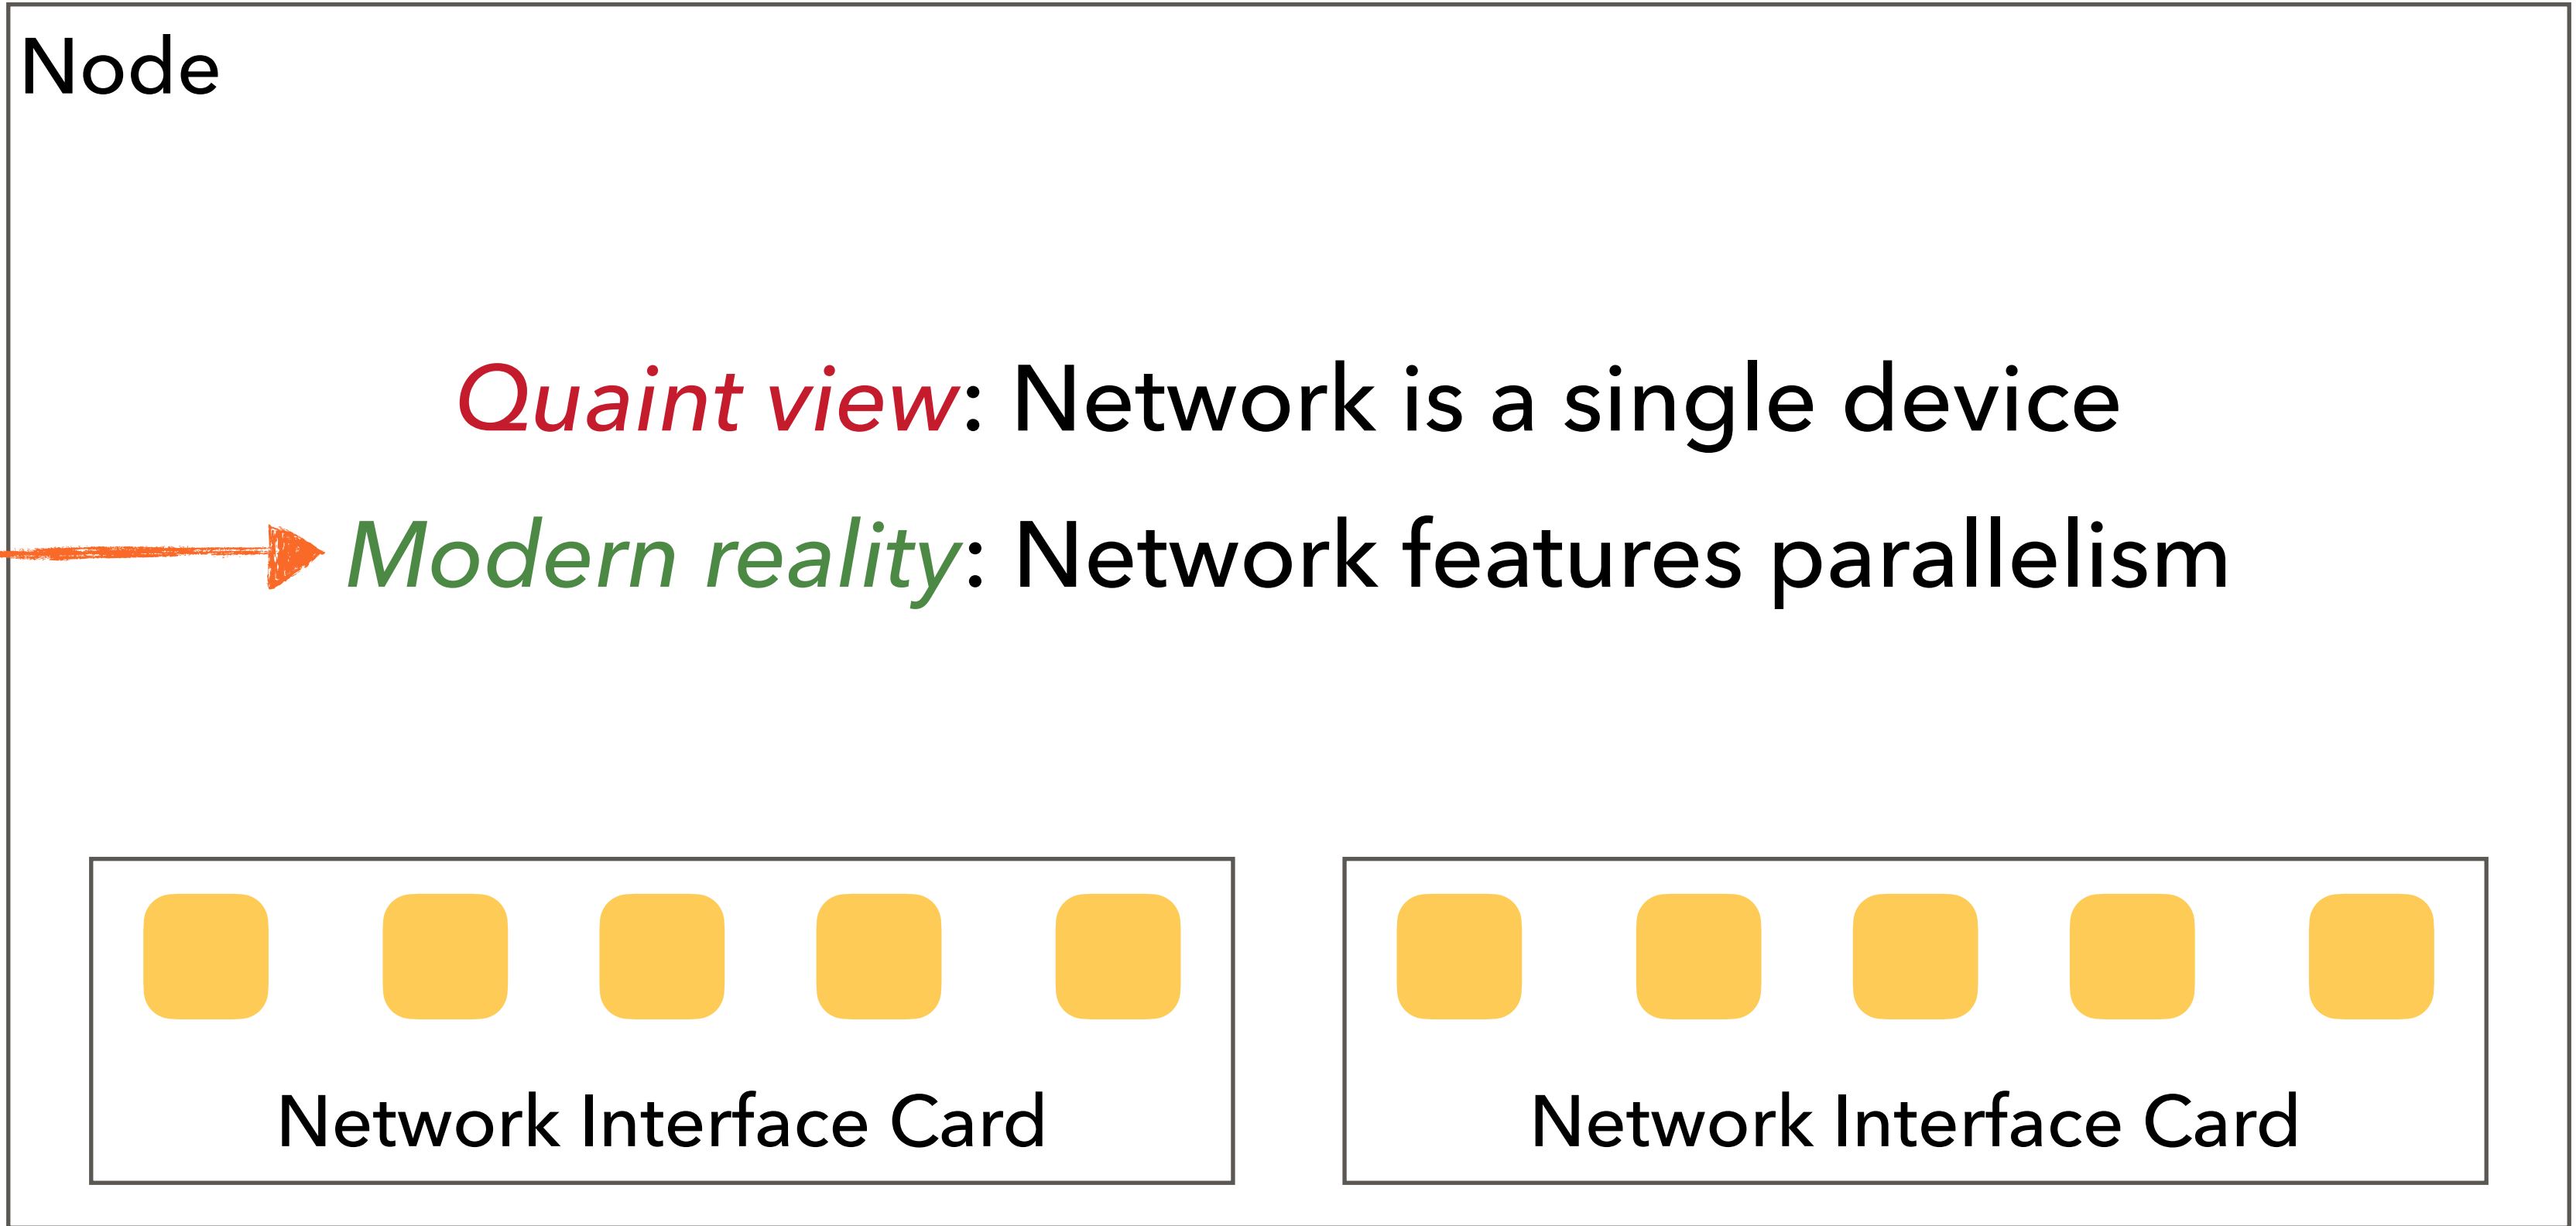 Node
Quaint view: Network is a single device
Modern reality: Network features parallelism
Network Interface Card
Network Interface Card